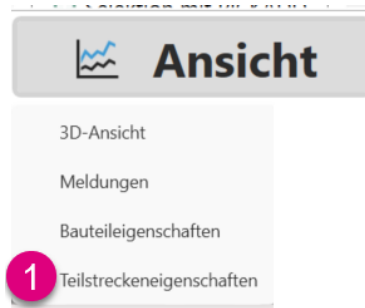 Ansicht
3D-Ansicht
Meldungen
Bauteileigenschaften
1 Teilstreckeneigenschaften